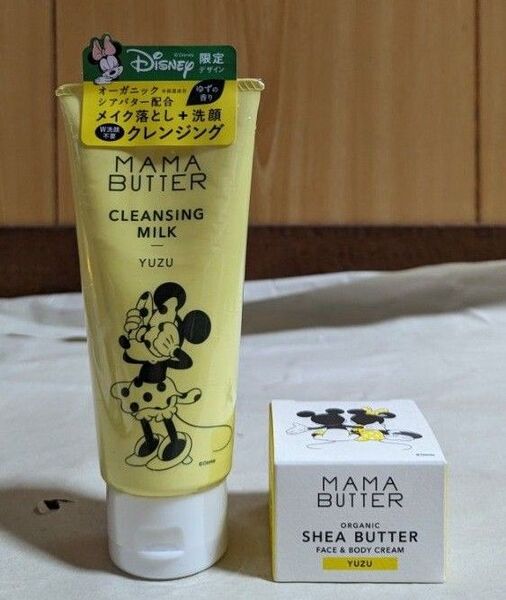 ©Disney
Disney 限定
デザイン
オーガニック
シアバター配合
ゆずの
香り
メイク落とし+洗顔
W洗顔
不要
クレンジング
MAMA
BUTTER
CLEANSING
MILK
YUZU
©Disney
©Disney
MAMA
BUTTER
ORGANIC
SHEA BUTTER
FACE & BODY CREAM
YUZU